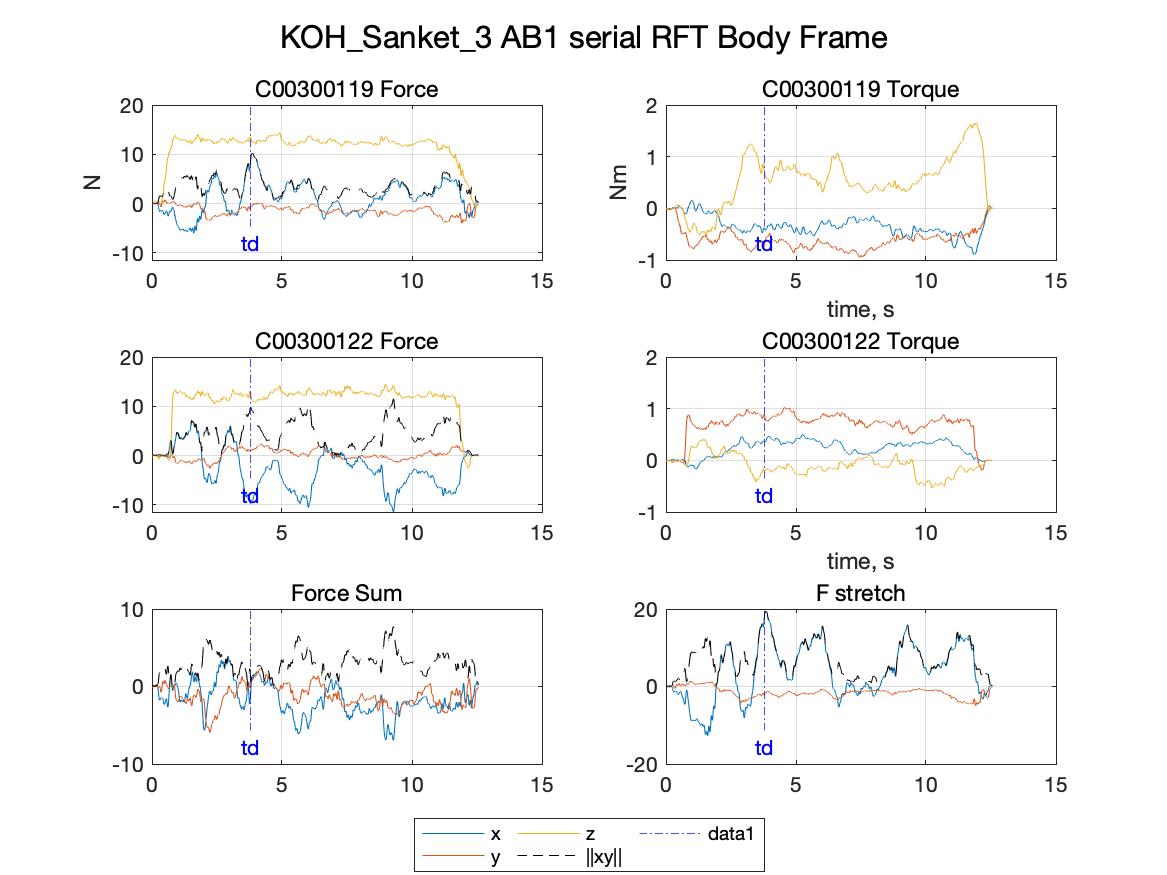 KOH_Sanket_3 AB1 serial RFT Body Frame
C00300119 Force
20
10
0
-10
N
td
0 5 10 15
C00300119 Torque
2
1
0
-1
Nm
td
0 5 10 15
time, s
C00300122 Force
20
10
0
-10
td
0 5 10 15
C00300122 Torque
2
1
0
-1
td
0 5 10 15
time, s
Force Sum
10
0
-10
td
0 5 10 15
F stretch
20
0
-20
td
0 5 10 15
x z data1
y ||xy||